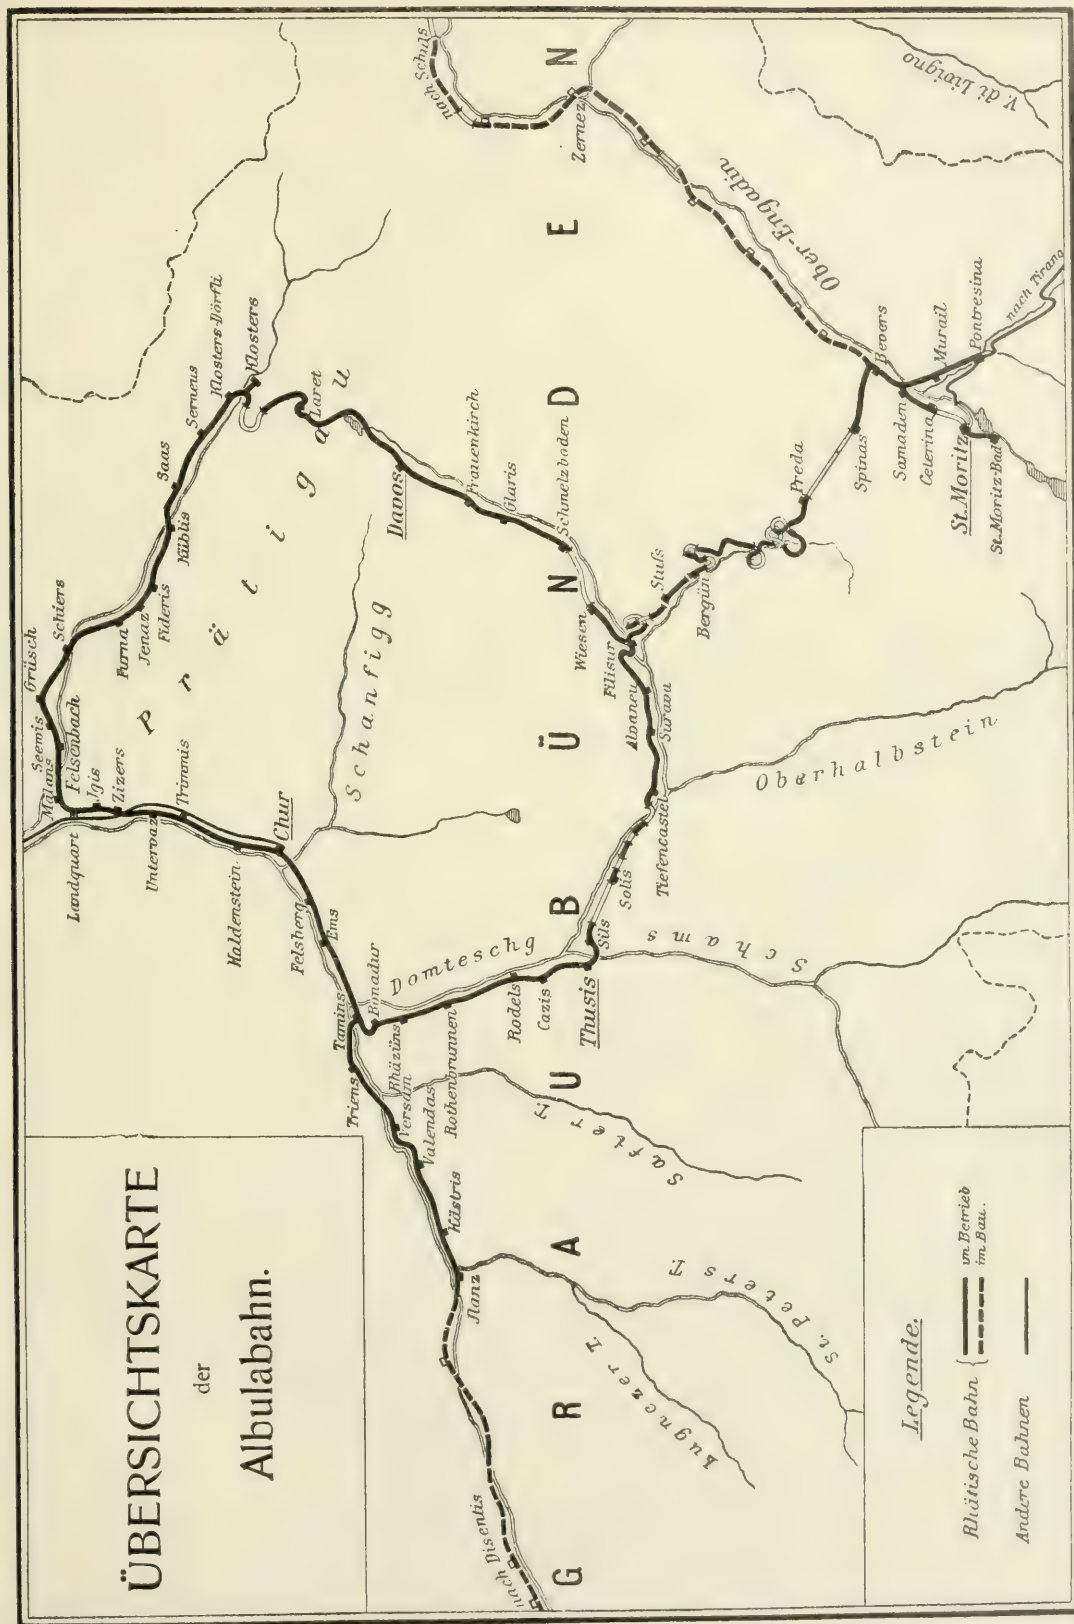 ÜBERSICHTSKARTE
der
Albulabahn.
Legende.
Rhätische Bahn
im Betrieb
im Bau.
Andere Bahnen
GRAUBÜNDEN
Prätigau
Schanfigg
Domteschg
Schams
Oberhalbstein
Ober-Engadin
V. di Livigno
Safier T.
St. Peters T.
Lugnezer T.
nach Disentis
Ilanz
Kästris
Valendas
Versam
Triens
Tamins
Bonadur
Rhäzüns
Rothenbrunnen
Rodels
Cazis
Thusis
Sils
Solis
Tiefencastel
Surava
Alvaneu
Filisur
Wiesen
Schmelzboden
Glaris
Frauenkirch
Davos
Laret
Klosters
Klosters-Dörfli
Serneus
Saas
Küblis
Fideris
Jenaz
Furna
Schiers
Grüsch
Seemis
Felsenbach
Malans
Landquart
Igis
Zizers
Untervaz
Trimmis
Haldenstein
Chur
Felsberg
Ems
Stuls
Bergün
Preda
Spinas
Bevers
Samaden
Celerina
St. Moritz
St. Moritz-Bad
Murail
Pontresina
nach Tirano
Zernez
nach Schuls